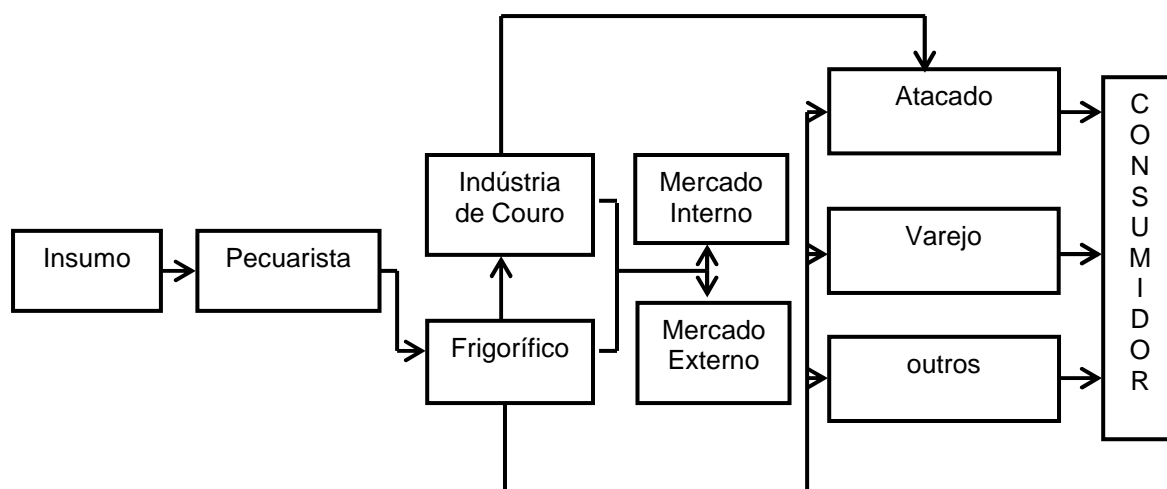 Insumo
Pecuarista
Indústria
de Couro
Frigorífico
Mercado
Interno
Mercado
Externo
Atacado
Varejo
outros
C
O
N
S
U
M
I
D
O
R